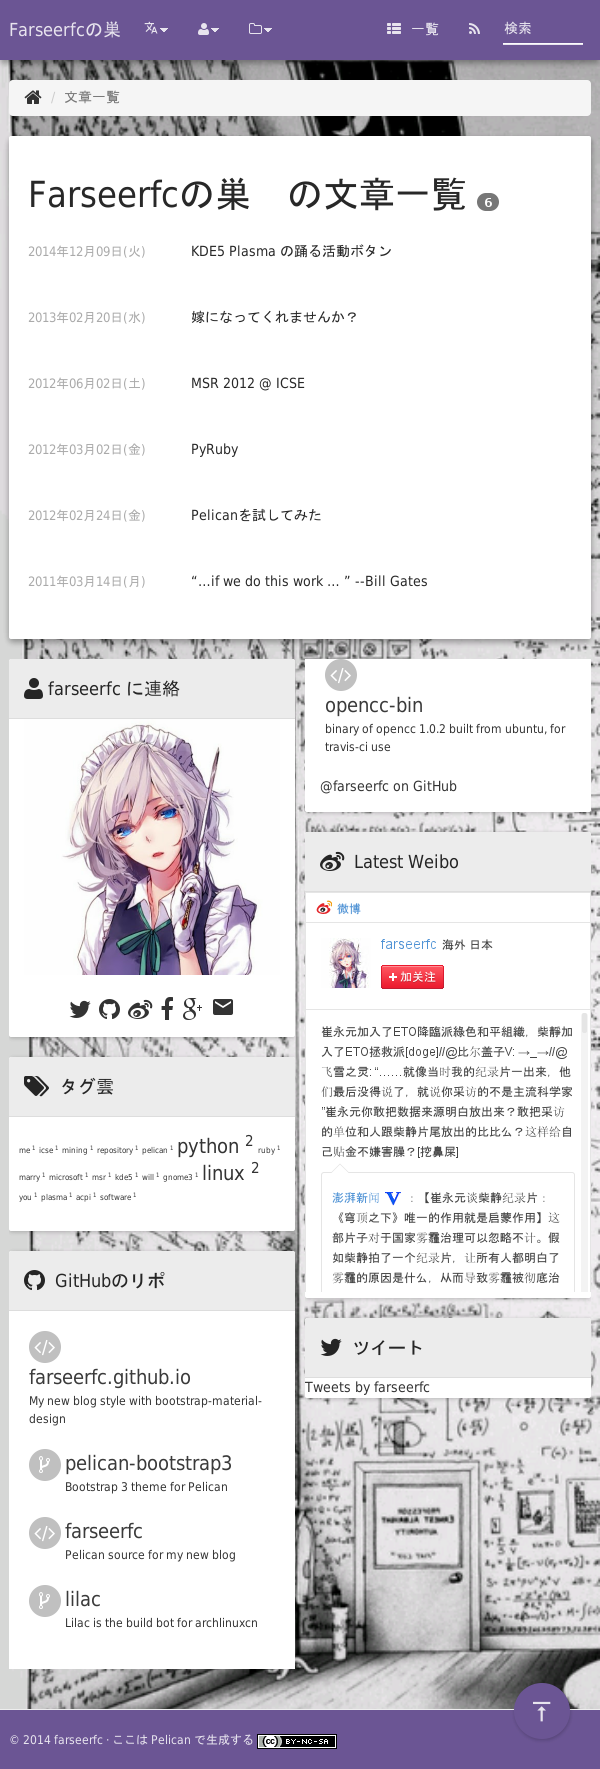 Farseerfcの巣
一覧
検索
文章一覧
Farseerfcの巣　の文章一覧 6
2014年12月09日(火) KDE5 Plasma の踊る活動ボタン
2013年02月20日(水) 嫁になってくれませんか？
2012年06月02日(土) MSR 2012 @ ICSE
2012年03月02日(金) PyRuby
2012年02月24日(金) Pelicanを試してみた
2011年03月14日(月) “…if we do this work … ” --Bill Gates
farseerfc に連絡
タグ雲
me 1 icse 1 mining 1 repository 1 pelican 1 python 2 ruby 1
marry 1 microsoft 1 msr 1 kde5 1 will 1 gnome3 1 linux 2
you 1 plasma 1 acpi 1 software 1
GitHubのリポ
farseerfc.github.io
My new blog style with bootstrap-material-
design
pelican-bootstrap3
Bootstrap 3 theme for Pelican
farseerfc
Pelican source for my new blog
lilac
Lilac is the build bot for archlinuxcn
opencc-bin
binary of opencc 1.0.2 built from ubuntu, for
travis-ci use
@farseerfc on GitHub
Latest Weibo
微博
farseerfc 海外 日本
+ 加关注
崔永元加入了ETO降臨派綠色和平組織，柴靜加
入了ETO拯救派[doge]//@比尔盖子V: →_→//@
飞雪之灵: “……就像当时我的纪录片一出来，他
们最后没得说了，就说你采访的不是主流科学家
”崔永元你敢把数据来源明白放出来？敢把采访
的单位和人跟柴静片尾放出的比比么？这样给自
己贴金不嫌害臊？[挖鼻屎]
澎湃新闻 V ：【崔永元谈柴静纪录片：
《穹顶之下》唯一的作用就是启蒙作用】这
部片子对于国家雾霾治理可以忽略不计。假
如柴静拍了一个纪录片，让所有人都明白了
雾霾的原因是什么，从而导致雾霾被彻底治
ツイート
Tweets by farseerfc
© 2014 farseerfc · ここは Pelican で生成する
cc BY-NC-SA